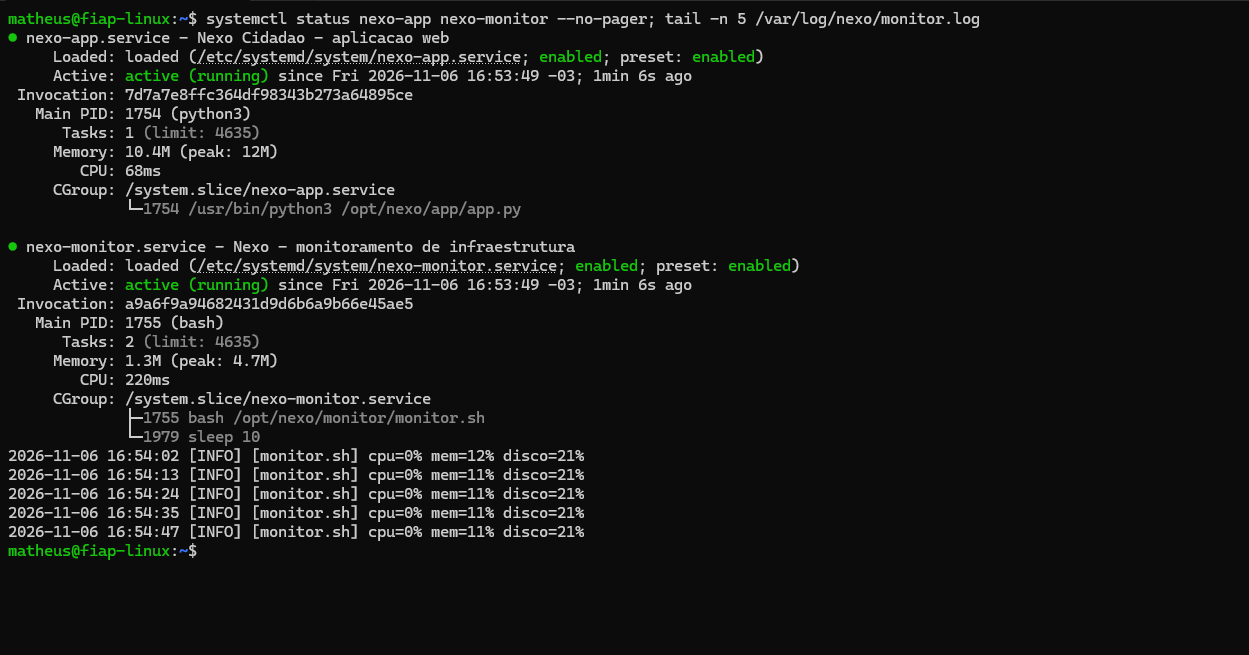 matheus@fiap-linux:~$ systemctl status nexo-app nexo-monitor --no-pager; tail -n 5 /var/log/nexo/monitor.log
● nexo-app.service - Nexo Cidadao - aplicacao web
     Loaded: loaded (/etc/systemd/system/nexo-app.service; enabled; preset: enabled)
     Active: active (running) since Fri 2026-11-06 16:53:49 -03; 1min 6s ago
 Invocation: 7d7a7e8ffc364df98343b273a64895ce
   Main PID: 1754 (python3)
      Tasks: 1 (limit: 4635)
     Memory: 10.4M (peak: 12M)
        CPU: 68ms
     CGroup: /system.slice/nexo-app.service
             └─1754 /usr/bin/python3 /opt/nexo/app/app.py
● nexo-monitor.service - Nexo - monitoramento de infraestrutura
     Loaded: loaded (/etc/systemd/system/nexo-monitor.service; enabled; preset: enabled)
     Active: active (running) since Fri 2026-11-06 16:53:49 -03; 1min 6s ago
 Invocation: a9a6f9a94682431d9d6b6a9b66e45ae5
   Main PID: 1755 (bash)
      Tasks: 2 (limit: 4635)
     Memory: 1.3M (peak: 4.7M)
        CPU: 220ms
     CGroup: /system.slice/nexo-monitor.service
             ├─1755 bash /opt/nexo/monitor/monitor.sh
             └─1979 sleep 10
2026-11-06 16:54:02 [INFO] [monitor.sh] cpu=0% mem=12% disco=21%
2026-11-06 16:54:13 [INFO] [monitor.sh] cpu=0% mem=11% disco=21%
2026-11-06 16:54:24 [INFO] [monitor.sh] cpu=0% mem=11% disco=21%
2026-11-06 16:54:35 [INFO] [monitor.sh] cpu=0% mem=11% disco=21%
2026-11-06 16:54:47 [INFO] [monitor.sh] cpu=0% mem=11% disco=21%
matheus@fiap-linux:~$